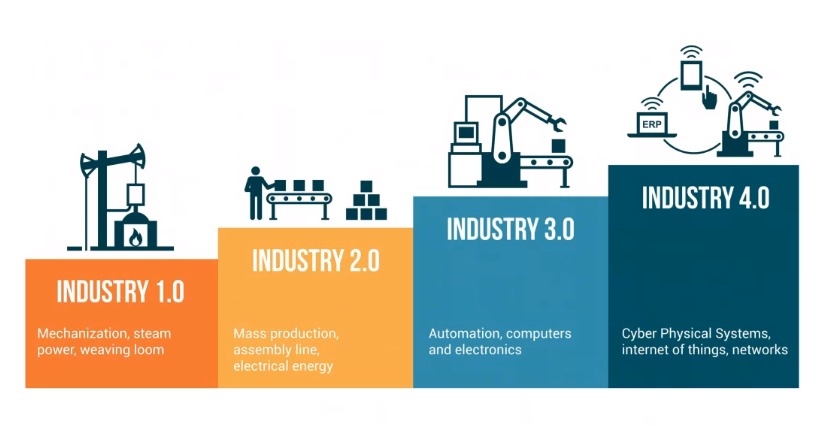 ERP
INDUSTRY 1.0
Mechanization, steam
power, weaving loom
INDUSTRY 2.0
Mass production,
assembly line,
electrical energy
INDUSTRY 3.0
Automation, computers
and electronics
INDUSTRY 4.0
Cyber Physical Systems,
internet of things, networks